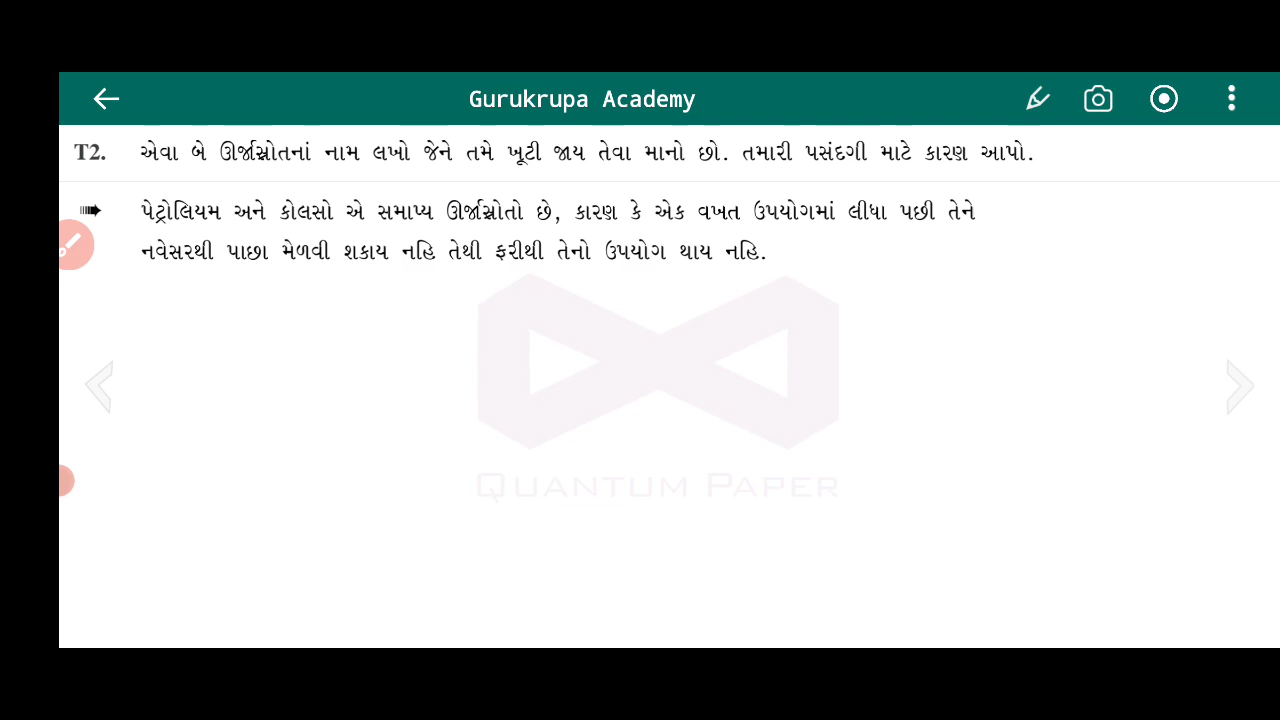 Gurukrupa Academy
T2. એવા બે ઊર્જાસ્રોતનાં નામ લખો જેને તમે ખૂટી જાય તેવા માનો છો. તમારી પસંદગી માટે કારણ આપો.
પેટ્રોલિયમ અને કોલસો એ સમાપ્ય ઊર્જાસ્રોતો છે, કારણ કે એક વખત ઉપયોગમાં લીધા પછી તેને
નવેસરથી પાછા મેળવી શકાય નહિ તેથી ફરીથી તેનો ઉપયોગ થાય નહિ.
QUANTUM PAPER